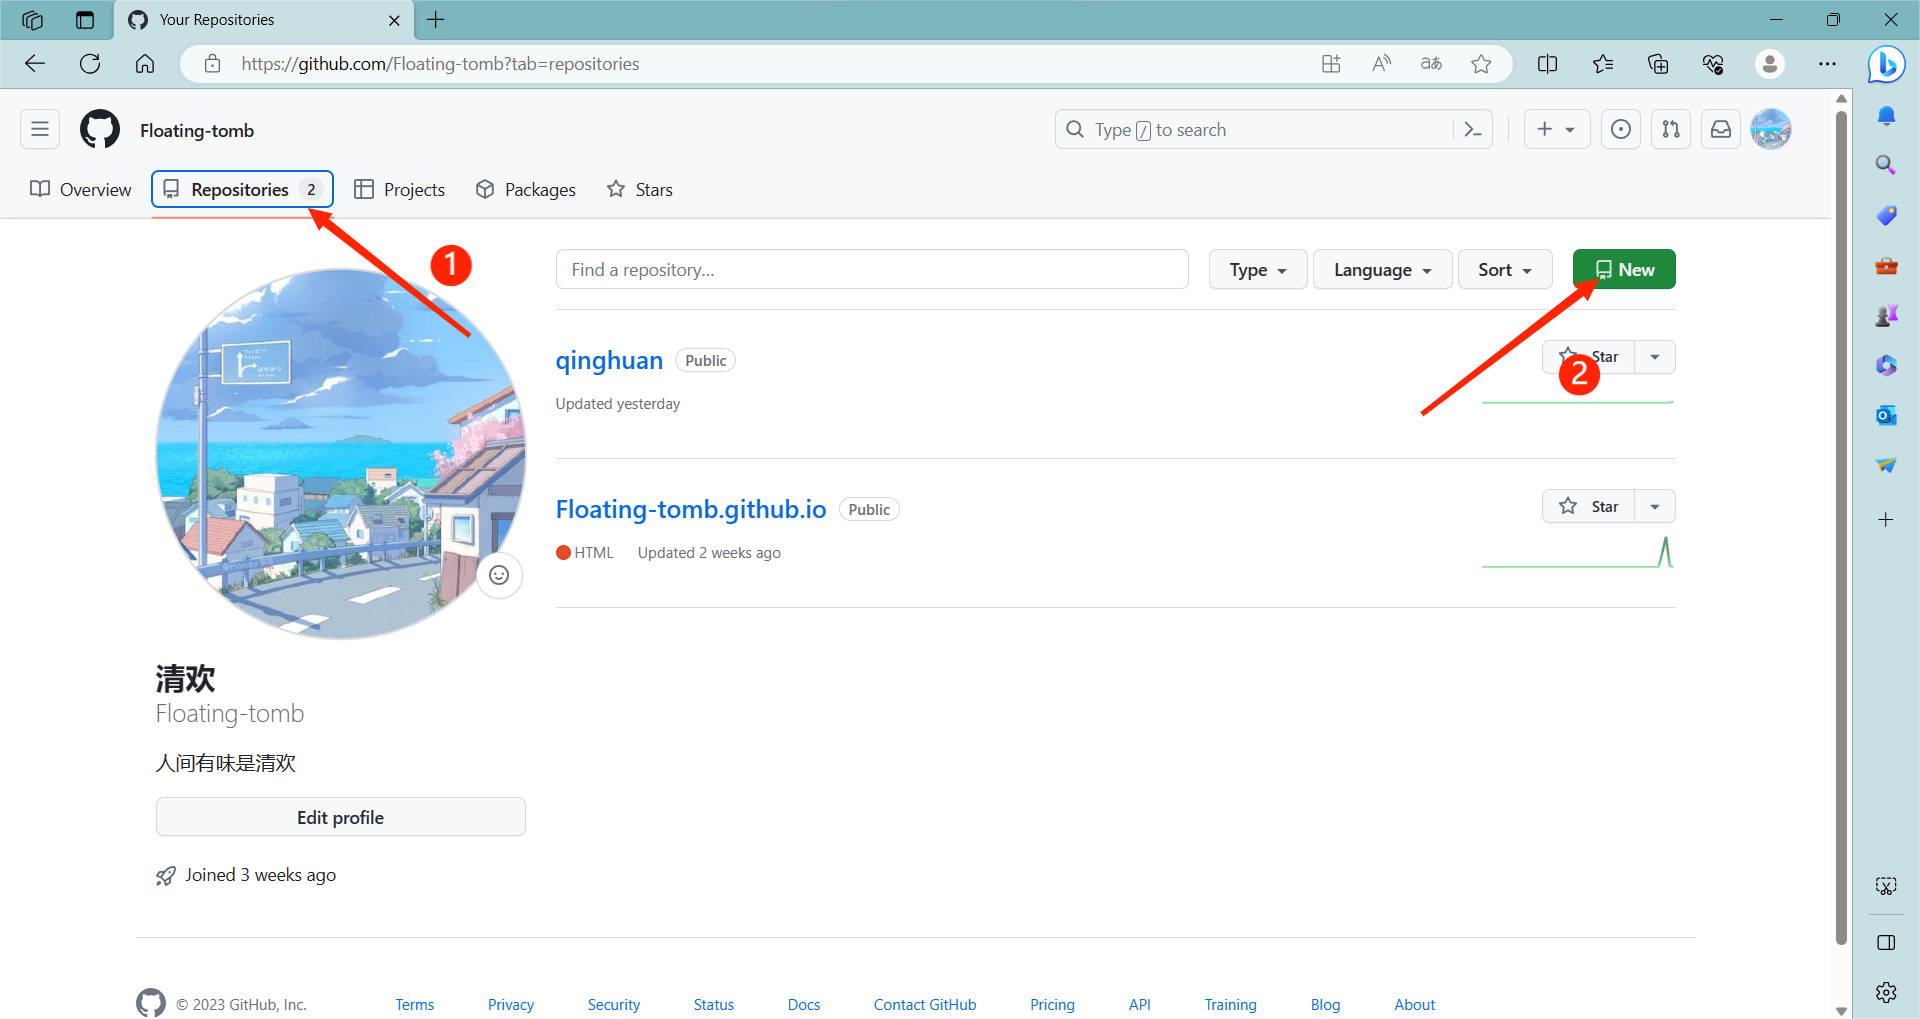 Your Repositories
https://github.com/Floating-tomb?tab=repositories
Floating-tomb
Type / to search
Overview
Repositories 2
Projects
Packages
Stars
1
Find a repository...
Type
Language
Sort
New
qinghuan Public
Star
2
Updated yesterday
Floating-tomb.github.io Public
Star
HTML Updated 2 weeks ago
清欢
Floating-tomb
人间有味是清欢
Edit profile
Joined 3 weeks ago
© 2023 GitHub, Inc.
Terms
Privacy
Security
Status
Docs
Contact GitHub
Pricing
API
Training
Blog
About